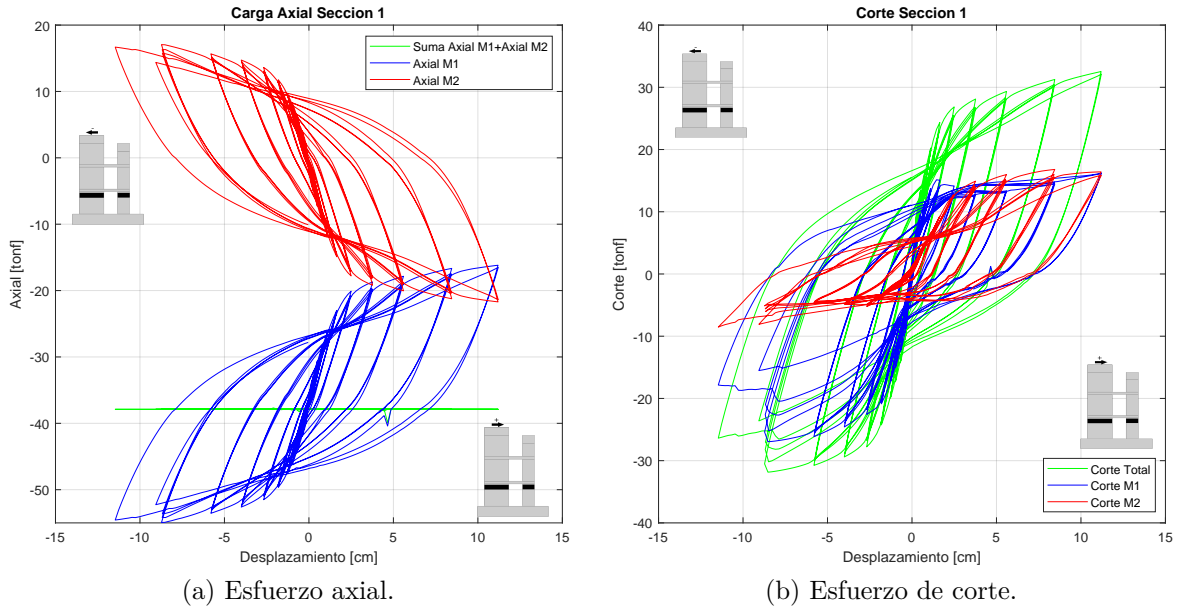 Carga Axial Seccion 1
20
10
0
-10
-20
-30
-40
-50
Axial [tonf]
Suma Axial M1+Axial M2
Axial M1
Axial M2
-
+
-15 -10 -5 0 5 10 15
Desplazamiento [cm]
(a) Esfuerzo axial.
Corte Seccion 1
40
30
20
10
0
-10
-20
-30
-40
Corte [tonf]
-
+
Corte Total
Corte M1
Corte M2
-15 -10 -5 0 5 10 15
Desplazamiento [cm]
(b) Esfuerzo de corte.